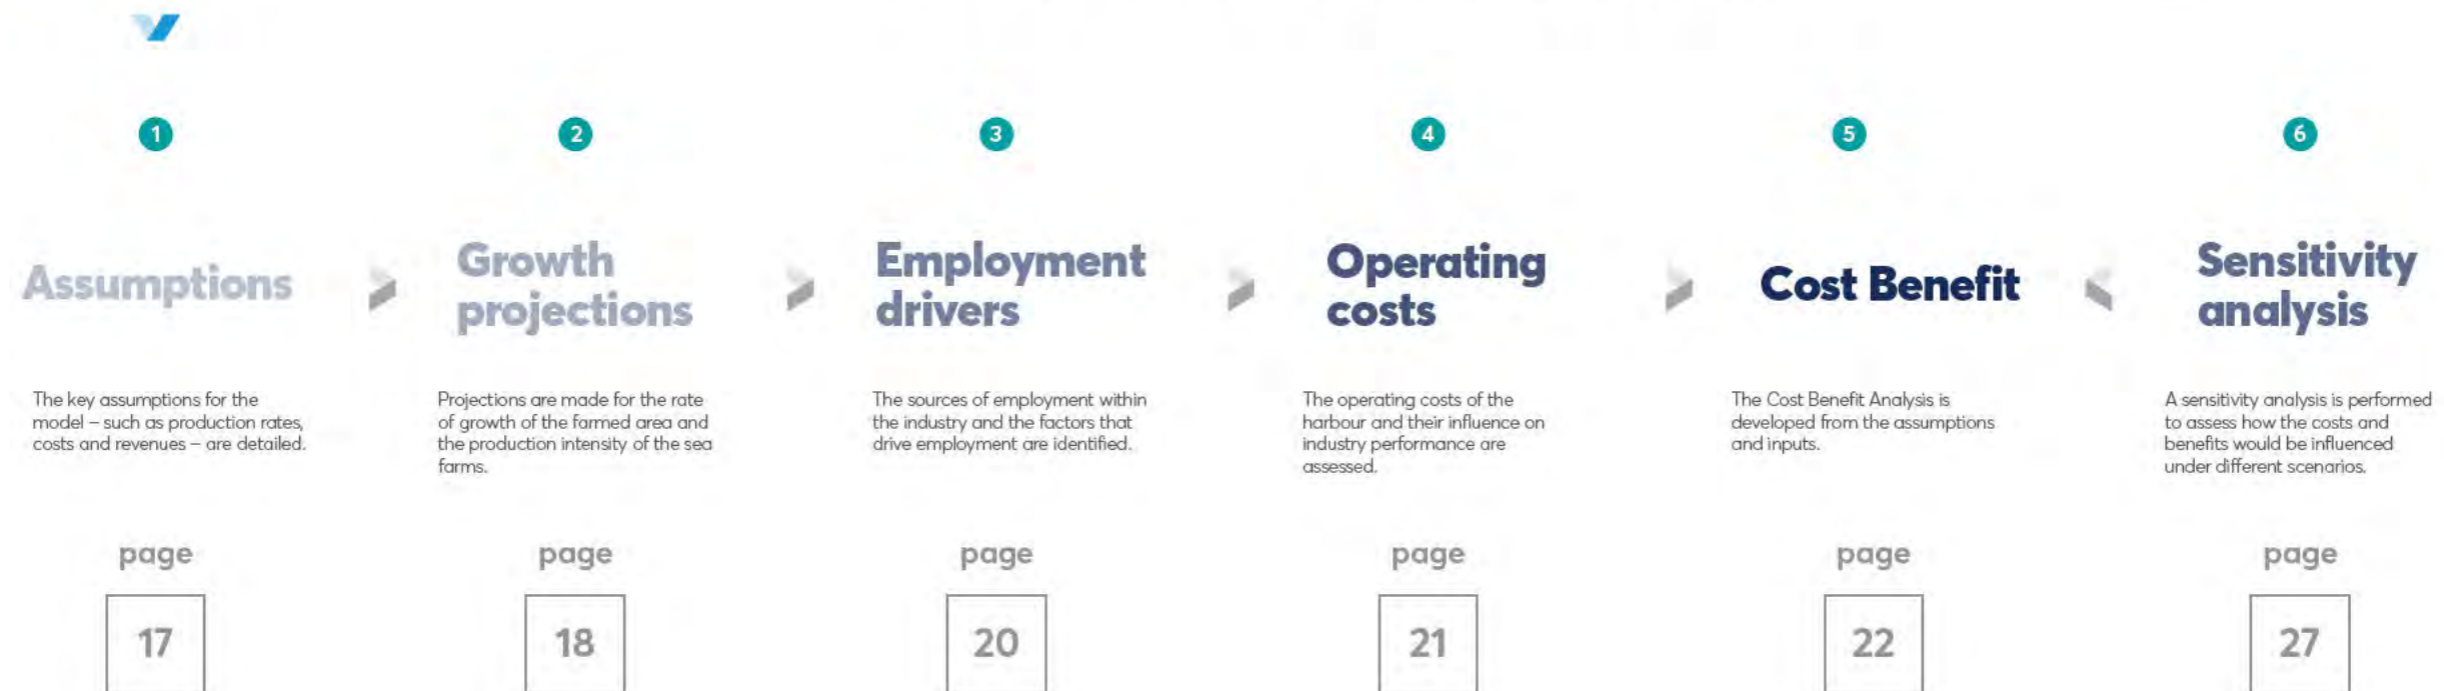 1
2
3
4
5
6
Assumptions
Growth
projections
Employment
drivers
Operating
costs
Cost Benefit
Sensitivity
analysis
The key assumptions for the
model – such as production rates,
costs and revenues – are detailed.
Projections are made for the rate
of growth of the farmed area and
the production intensity of the sea
farms.
The sources of employment within
the industry and the factors that
drive employment are identified.
The operating costs of the
harbour and their influence on
industry performance are
assessed.
The Cost Benefit Analysis is
developed from the assumptions
and inputs.
A sensitivity analysis is performed
to assess how the costs and
benefits would be influenced
under different scenarios.
page
17
page
18
page
20
page
21
page
22
page
27